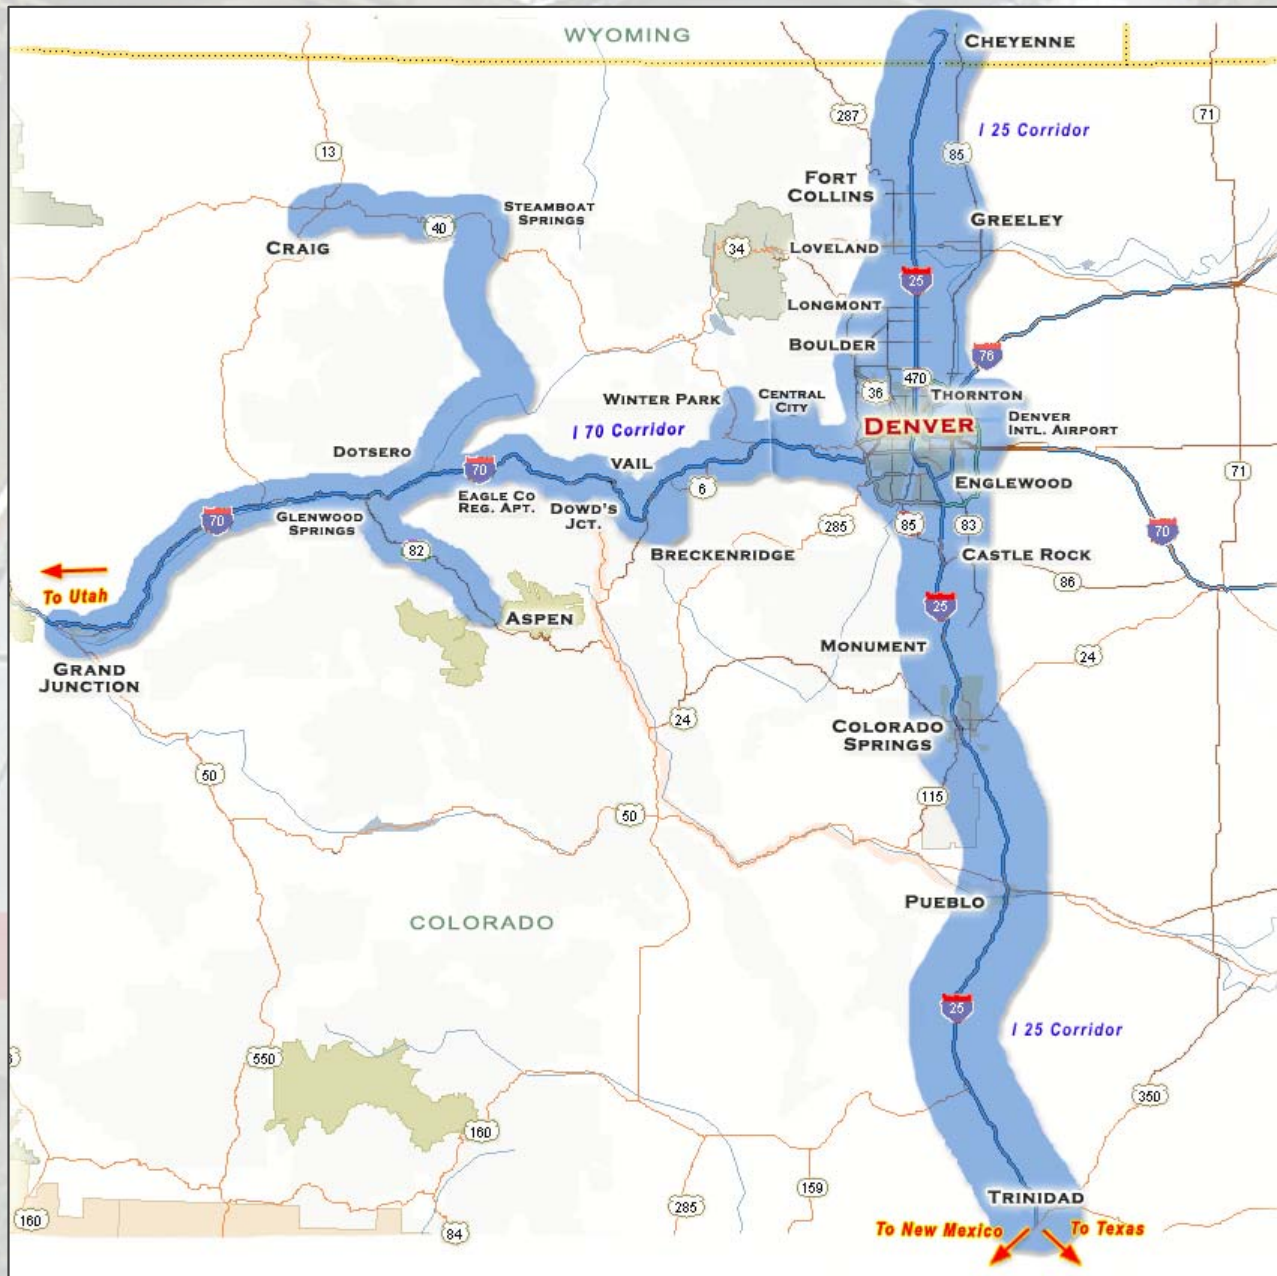 WYOMING
CHEYENNE
287
71
I 25 Corridor
13
85
FORT
COLLINS
STEAMBOAT
SPRINGS
40
GREELEY
CRAIG
34
LOVELAND
25
LONGMONT
BOULDER
76
470
36
THORNTON
WINTER PARK
CENTRAL
CITY
DENVER
DENVER
INTL. AIRPORT
I 70 Corridor
DOTSERO
VAIL
70
71
6
ENGLEWOOD
EAGLE CO
REG. APT.
DOWD'S
JCT.
GLENWOOD
SPRINGS
70
285
85
83
70
82
BRECKENRIDGE
CASTLE ROCK
86
To Utah
25
ASPEN
MONUMENT
24
GRAND
JUNCTION
24
COLORADO
SPRINGS
50
115
50
PUEBLO
COLORADO
25
I 25 Corridor
550
350
160
159
TRINIDAD
285
160
84
To New Mexico
To Texas